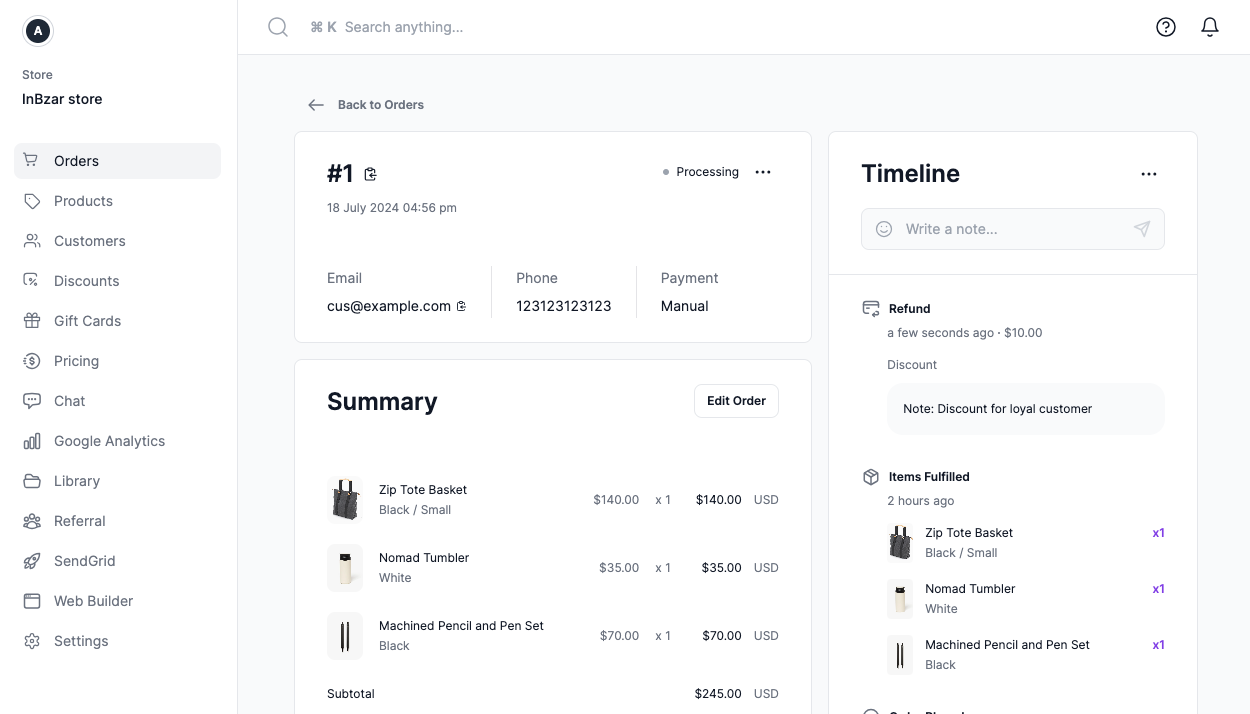 A
Store
InBzar store
Orders
Products
Customers
Discounts
Gift Cards
Pricing
Chat
Google Analytics
Library
Referral
SendGrid
Web Builder
Settings
⌘ K Search anything...
Back to Orders
#1
Processing
18 July 2024 04:56 pm
Email
cus@example.com
Phone
123123123123
Payment
Manual
Summary
Edit Order
Zip Tote Basket
Black / Small
$140.00 x 1 $140.00 USD
Nomad Tumbler
White
$35.00 x 1 $35.00 USD
Machined Pencil and Pen Set
Black
$70.00 x 1 $70.00 USD
Subtotal $245.00 USD
Timeline
Write a note...
Refund
a few seconds ago · $10.00
Discount
Note: Discount for loyal customer
Items Fulfilled
2 hours ago
Zip Tote Basket x1
Black / Small
Nomad Tumbler x1
White
Machined Pencil and Pen Set x1
Black